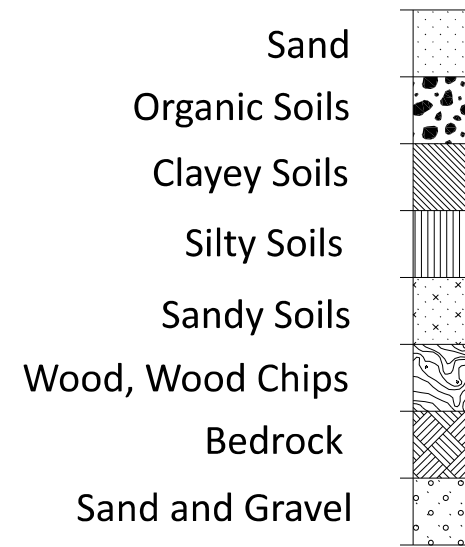 Sand
Organic Soils
Clayey Soils
Silty Soils
Sandy Soils
Wood, Wood Chips
Bedrock
Sand and Gravel